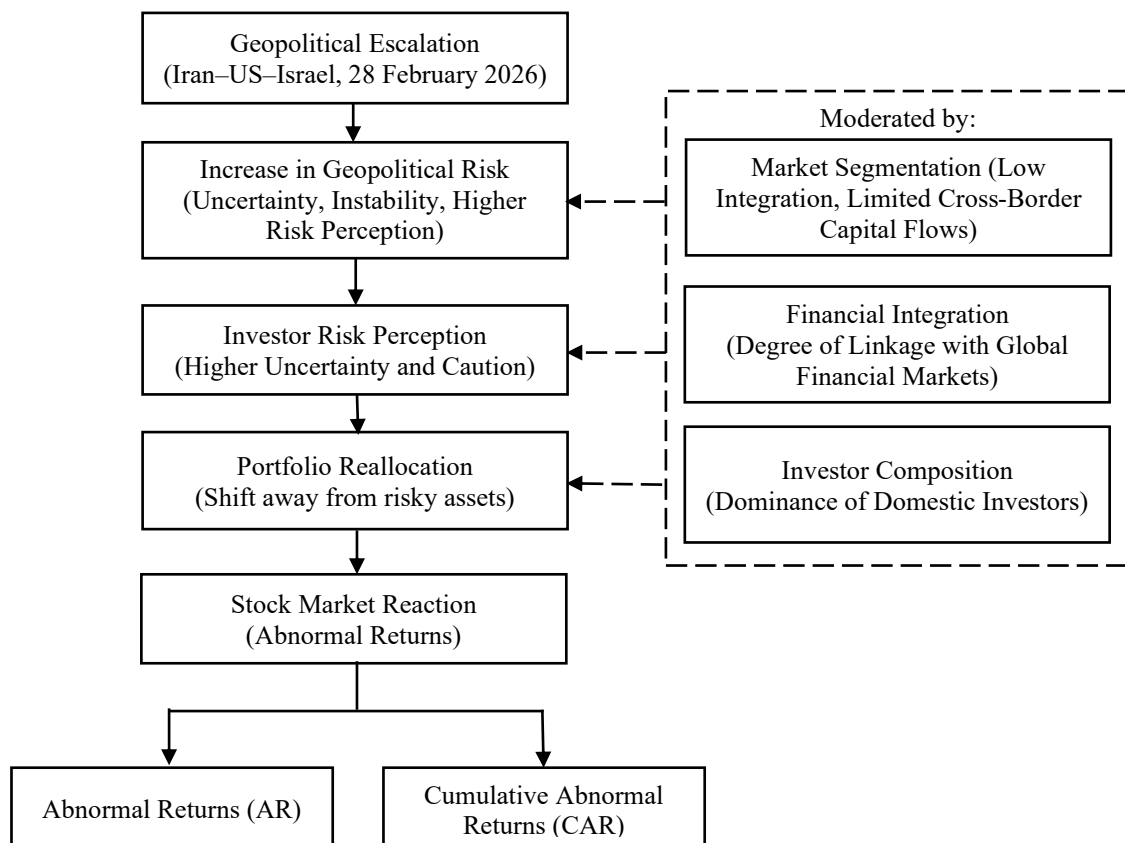 Geopolitical Escalation
(Iran–US–Israel, 28 February 2026)
Increase in Geopolitical Risk
(Uncertainty, Instability, Higher
Risk Perception)
Investor Risk Perception
(Higher Uncertainty and Caution)
Portfolio Reallocation
(Shift away from risky assets)
Stock Market Reaction
(Abnormal Returns)
Abnormal Returns (AR)
Cumulative Abnormal
Returns (CAR)
Moderated by:
Market Segmentation (Low
Integration, Limited Cross-Border
Capital Flows)
Financial Integration
(Degree of Linkage with Global
Financial Markets)
Investor Composition
(Dominance of Domestic Investors)